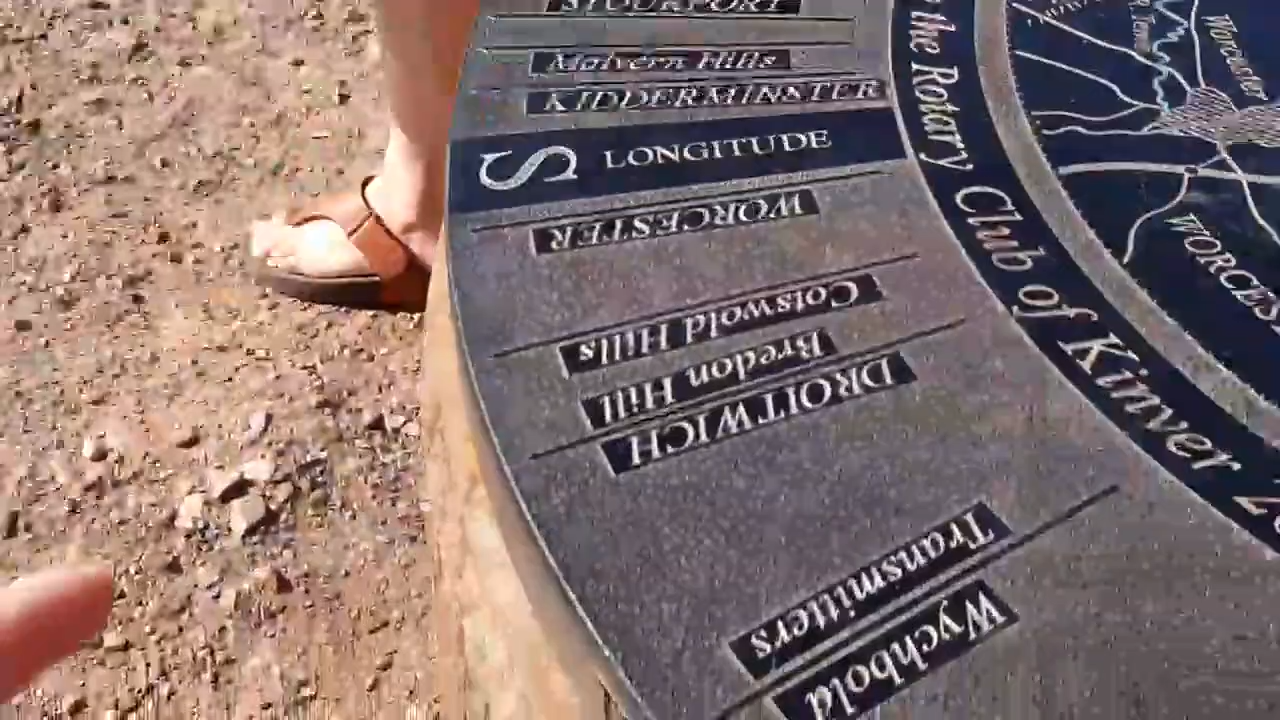 STOURPORT
Malvern Hills
KIDDERMINSTER
S LONGITUDE
WORCESTER
Cotswold Hills
Bredon Hill
DROITWICH
Transmitters
Wychbold
the Rotary Club of Kinver
Worcester
WORCES